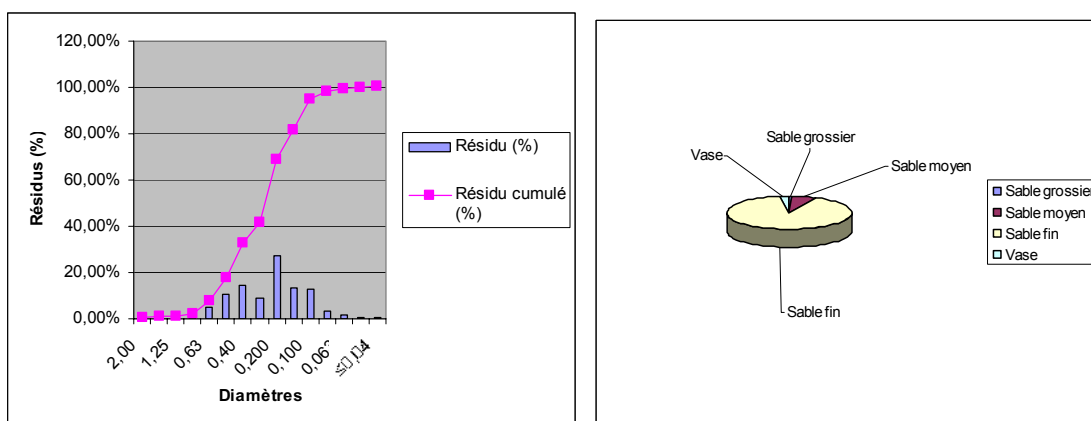 120,00%
100,00%
80,00%
60,00%
40,00%
20,00%
0,00%
Résidus (%)
2,00
1,25
0,63
0,40
0,200
0,100
Diamètres
Résidu (%)
Résidu cumulé
(%)
Sable grossier
Vase
Sable moyen
Sable fin
Sable grossier
Sable moyen
Sable fin
Vase